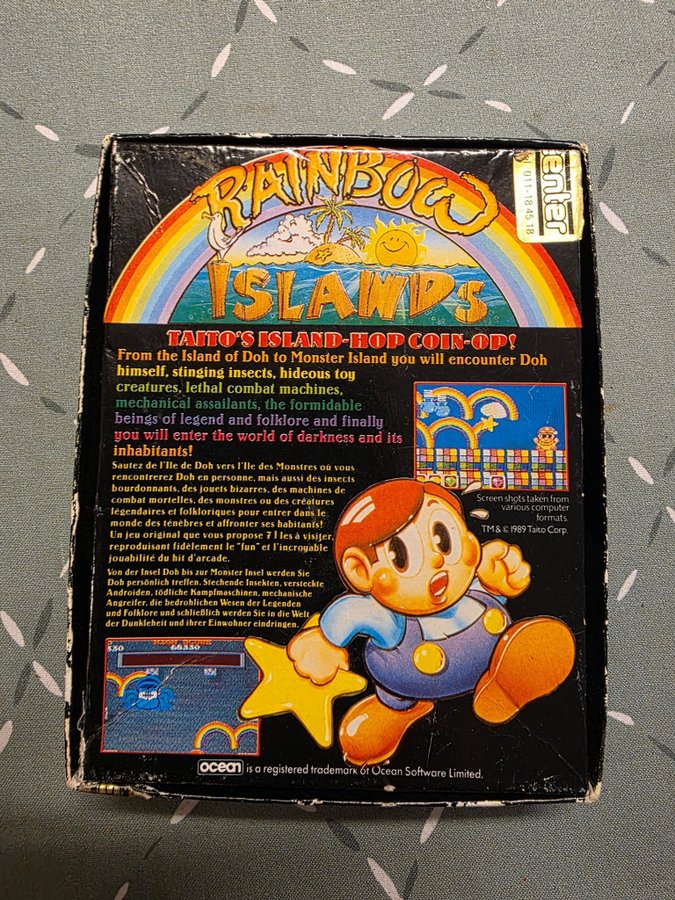 RAINBOW
ISLANDS
enter
011-18 45 18
TAITO'S ISLAND-HOP COIN-OP!
From the Island of Doh to Monster Island you will encounter Doh
himself, stinging insects, hideous toy
creatures, lethal combat machines,
mechanical assailants, the formidable
beings of legend and folklore and finally
you will enter the world of darkness and its
inhabitants!
Sautez de l'Ile de Doh vers l'Ile des Monstres où vous
rencontrerez Doh en personne, mais aussi des insects
bourdonnants, des jouets bizarres, des machines de
combat mortelles, des monstres ou des créatures
légendaires et folkloriques pour entrer dans le
monde des ténèbres et affronter ses habitants!
Un jeu original que vous propose 7 Iles à visiter,
reproduisant fidèlement le "fun" et l'incroyable
jouabilité du hit d'arcade.
Von der Insel Doh bis zur Monster Insel werden Sie
Doh persönlich treffen. Stechende Insekten, versteckte
Androiden, tödliche Kampfmaschinen, mechanische
Angreifer, die bedrohlichen Wesen der Legenden
und Folklore und schließlich werden Sie in die Welt
der Dunkleheit und ihrer Einwohner eindringen.
Screen shots taken from
various computer
formats.
TM & © 1989 Taito Corp.
HIGH SCORE
530 68330
ocean is a registered trademark of Ocean Software Limited.